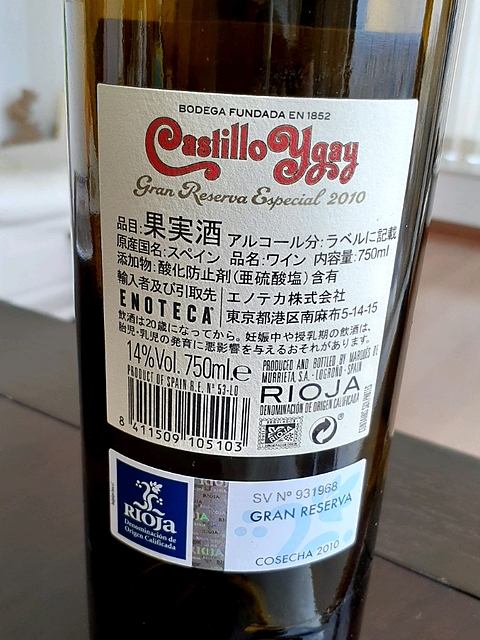 BODEGA FUNDADA EN 1852
Castillo Ygay
Gran Reserva Especial 2010
品目:果実酒 アルコール分:ラベルに記載
原産国名:スペイン 品名:ワイン 内容量:750ml
添加物:酸化防止剤(亜硫酸塩)含有
輸入者及び引取先 エノテカ株式会社
ENOTECA 東京都港区南麻布5-14-15
飲酒は20歳になってから。妊娠中や授乳期の飲酒は、
胎児・乳児の発育に悪影響を与えるおそれがあります。
14%Vol. 750ml.e
PRODUCT OF SPAIN R.E. Nº 53-LO
8 411509 105103
PRODUCED AND BOTTLED BY MARQUÉS DE
MURRIETA, S.A. - LOGROÑO - SPAIN
RIOJA
DENOMINACIÓN DE ORIGEN CALIFICADA
CONTAINS SULPHITES
RIOJA
Denominación de
Origen Calificada
SV Nº 931968
GRAN RESERVA
COSECHA 2010